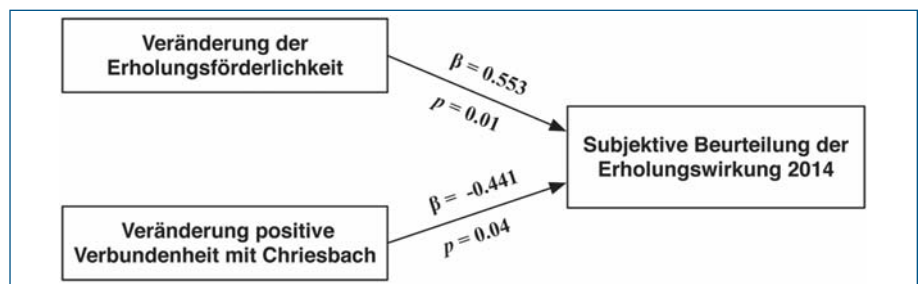 Veränderung der
Erholungsförderlichkeit
β = 0.553
p = 0.01
Subjektive Beurteilung der
Erholungswirkung 2014
β = -0.441
p = 0.04
Veränderung positive
Verbundenheit mit Chriesbach